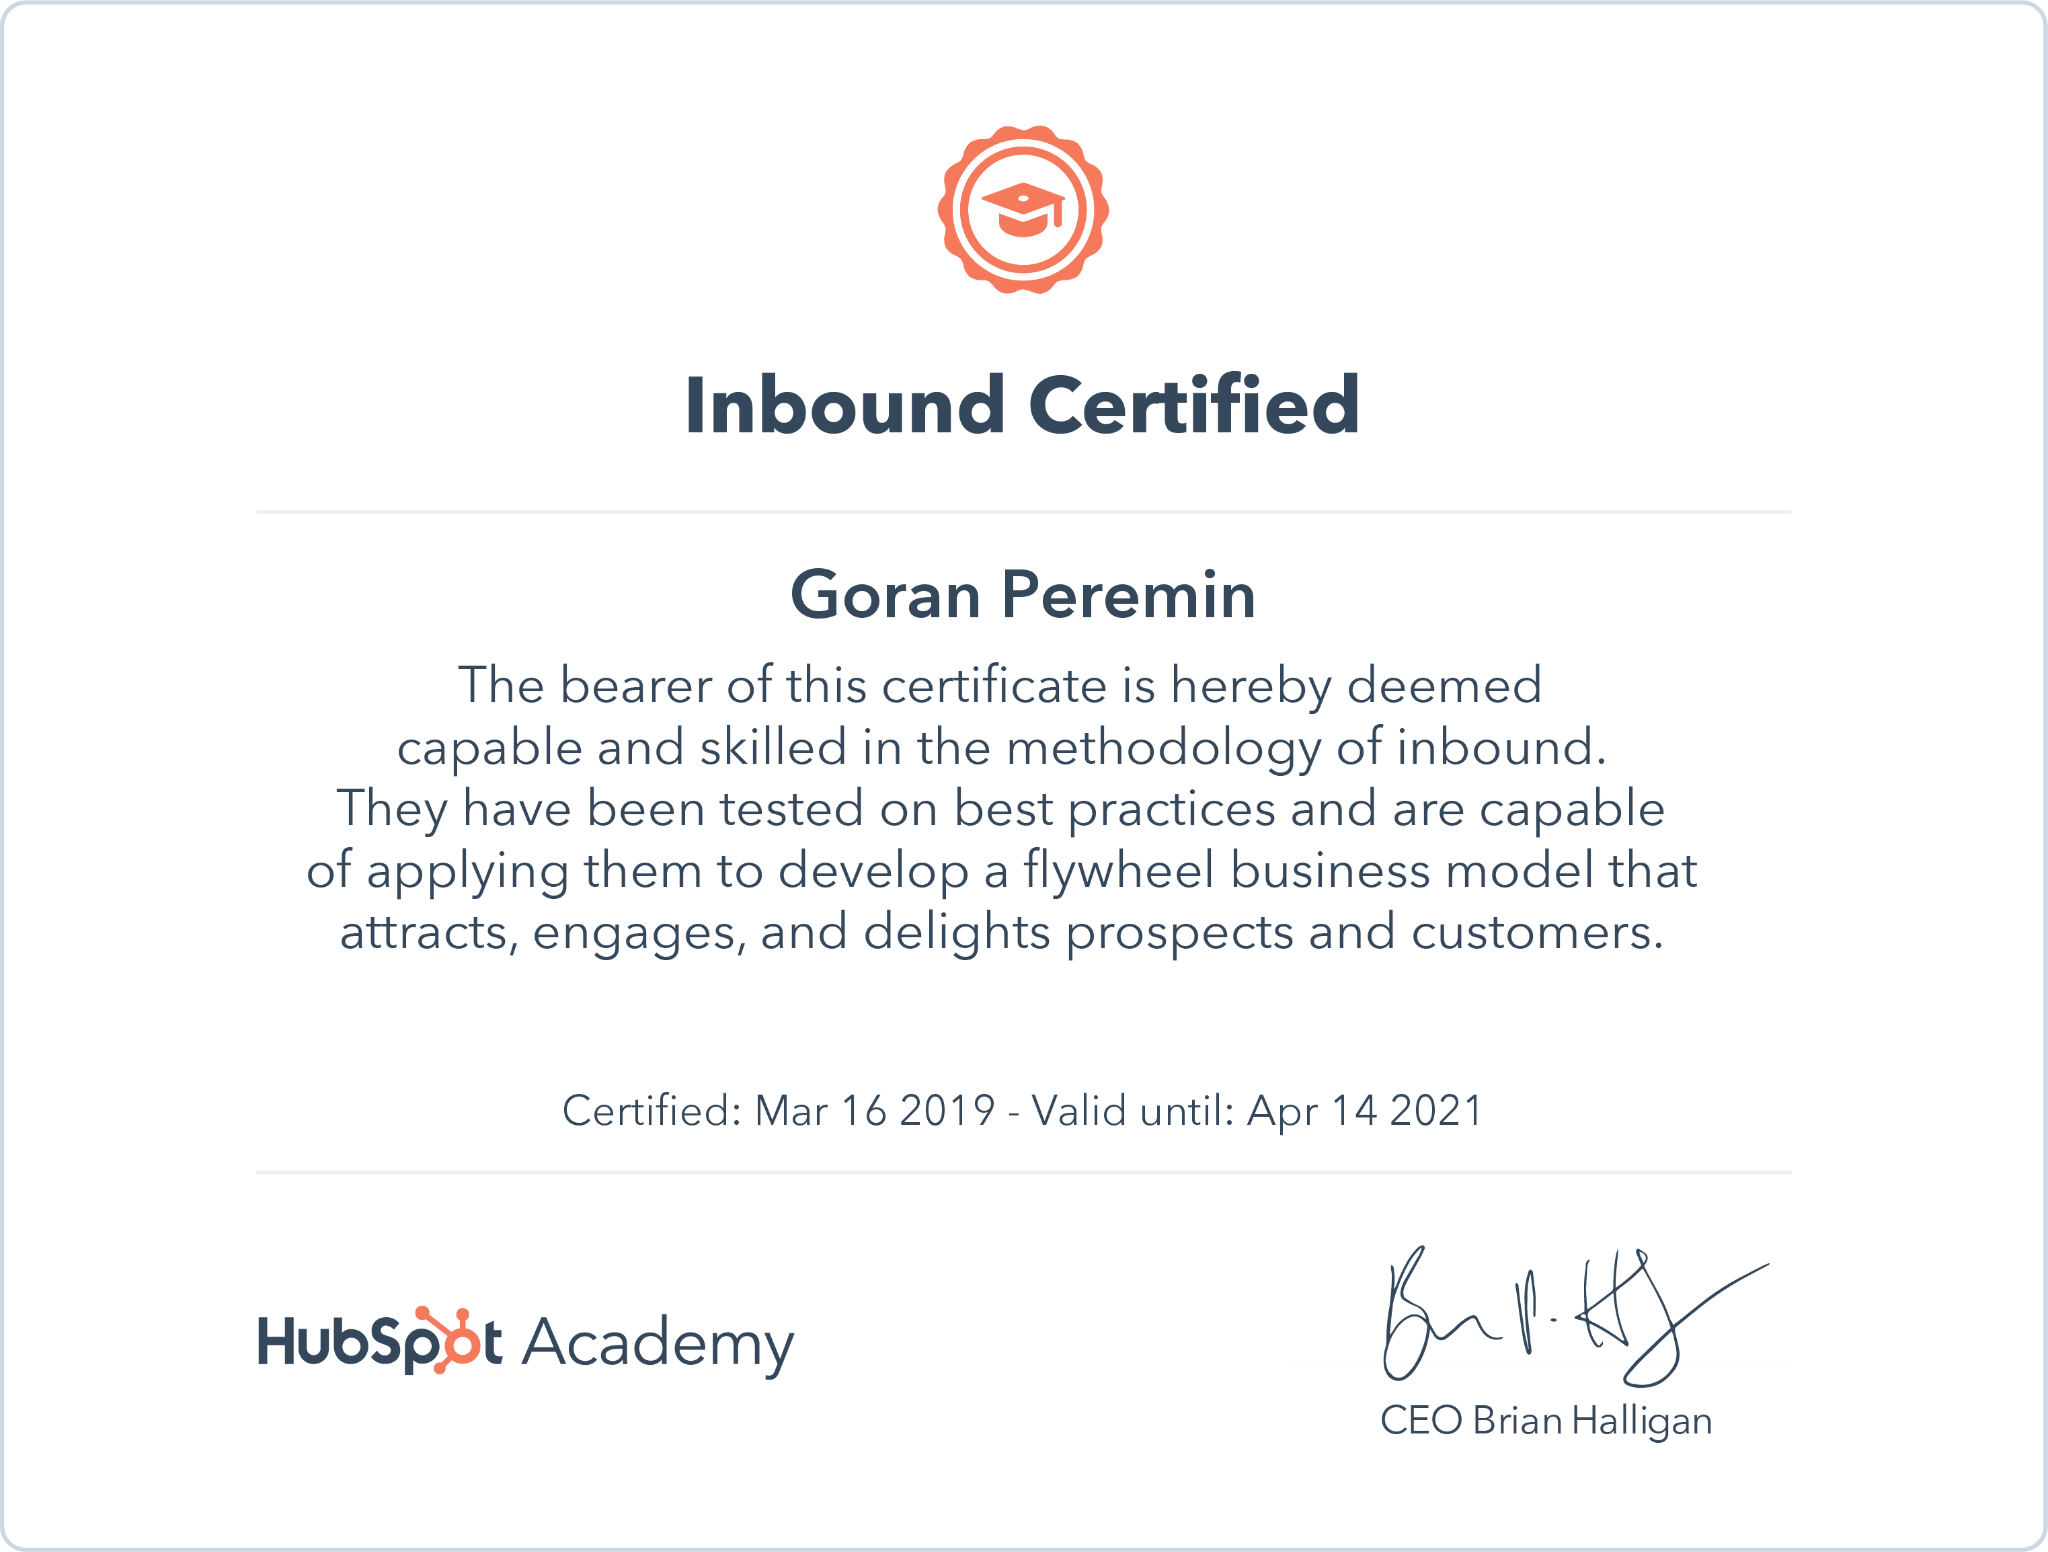 Inbound Certified
Goran Peremin
The bearer of this certificate is hereby deemed
capable and skilled in the methodology of inbound.
They have been tested on best practices and are capable
of applying them to develop a flywheel business model that
attracts, engages, and delights prospects and customers.
Certified: Mar 16 2019 - Valid until: Apr 14 2021
HubSpot Academy
CEO Brian Halligan